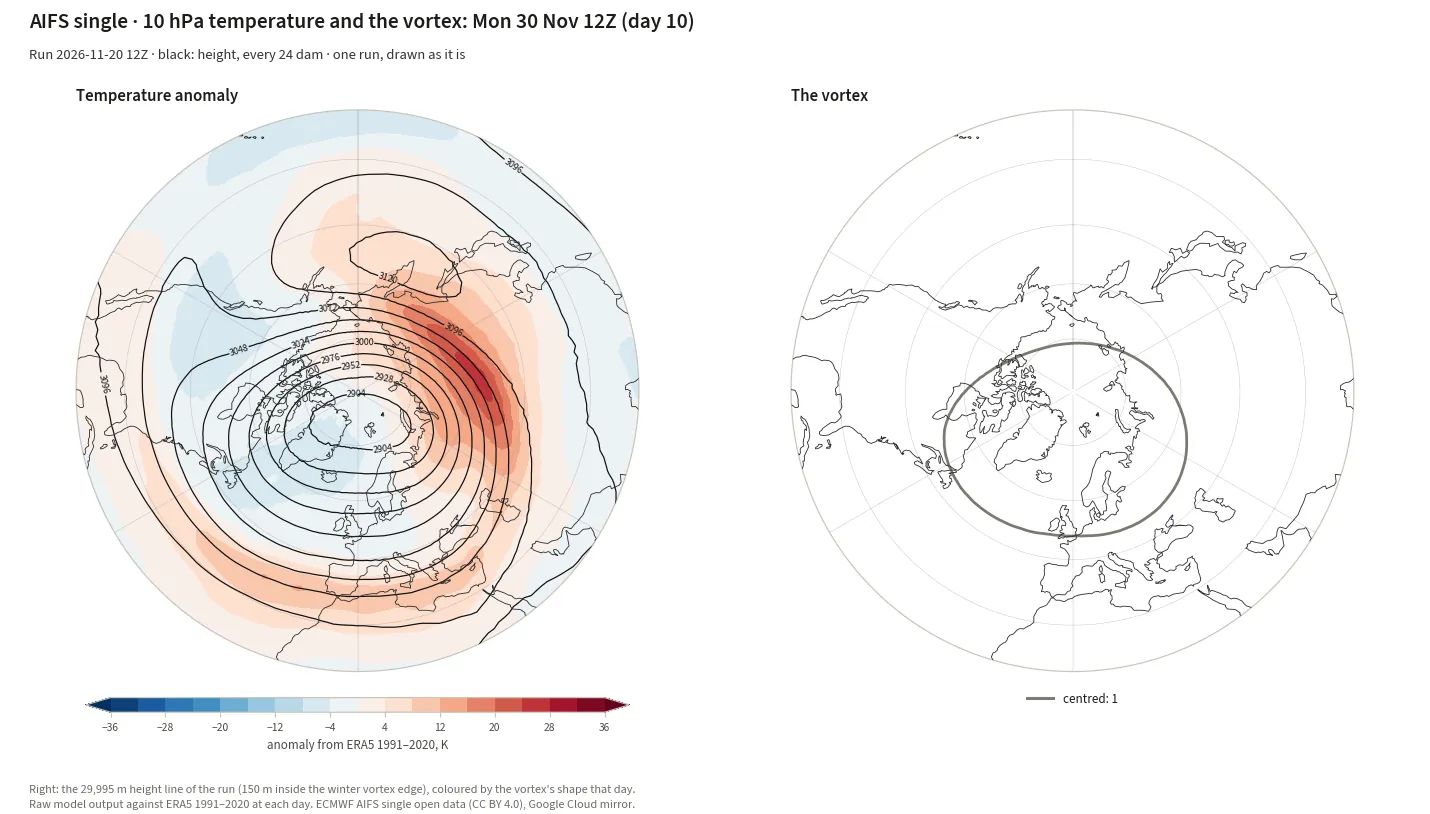 AIFS single · 10 hPa temperature and the vortex: Mon 30 Nov 12Z (day 10)
Run 2026-11-20 12Z · black: height, every 24 dam · one run, drawn as it is
Temperature anomaly
The vortex
3096
3120
3072
3096
3000
3024
3048
2976
2952
2928
3096
2904
2904
centred: 1
−36 −28 −20 −12 −4 4 12 20 28 36
anomaly from ERA5 1991–2020, K
Right: the 29,995 m height line of the run (150 m inside the winter vortex edge), coloured by the vortex's shape that day.
Raw model output against ERA5 1991–2020 at each day. ECMWF AIFS single open data (CC BY 4.0), Google Cloud mirror.